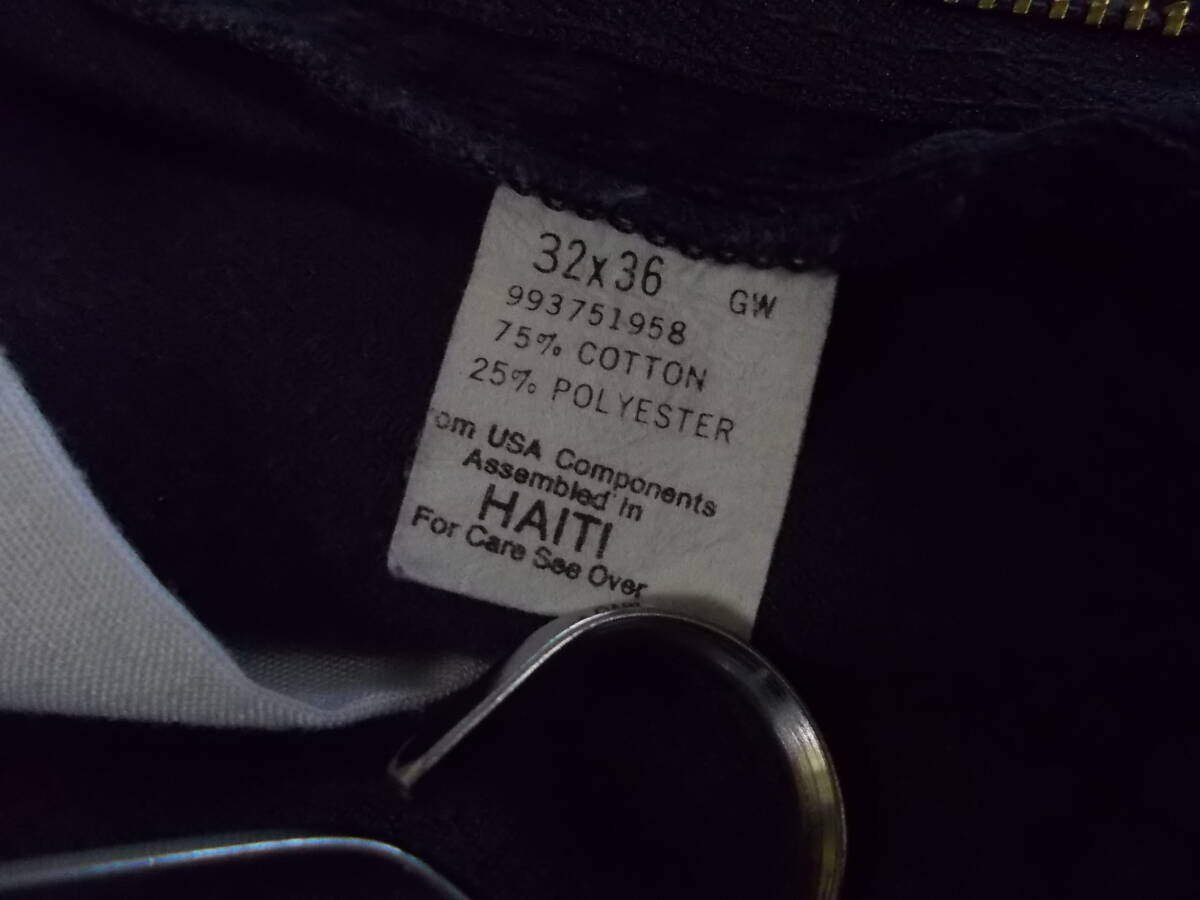 32x36 GW
993751958
75% COTTON
25% POLYESTER
om USA Components
Assembled in
HAITI
For Care See Over